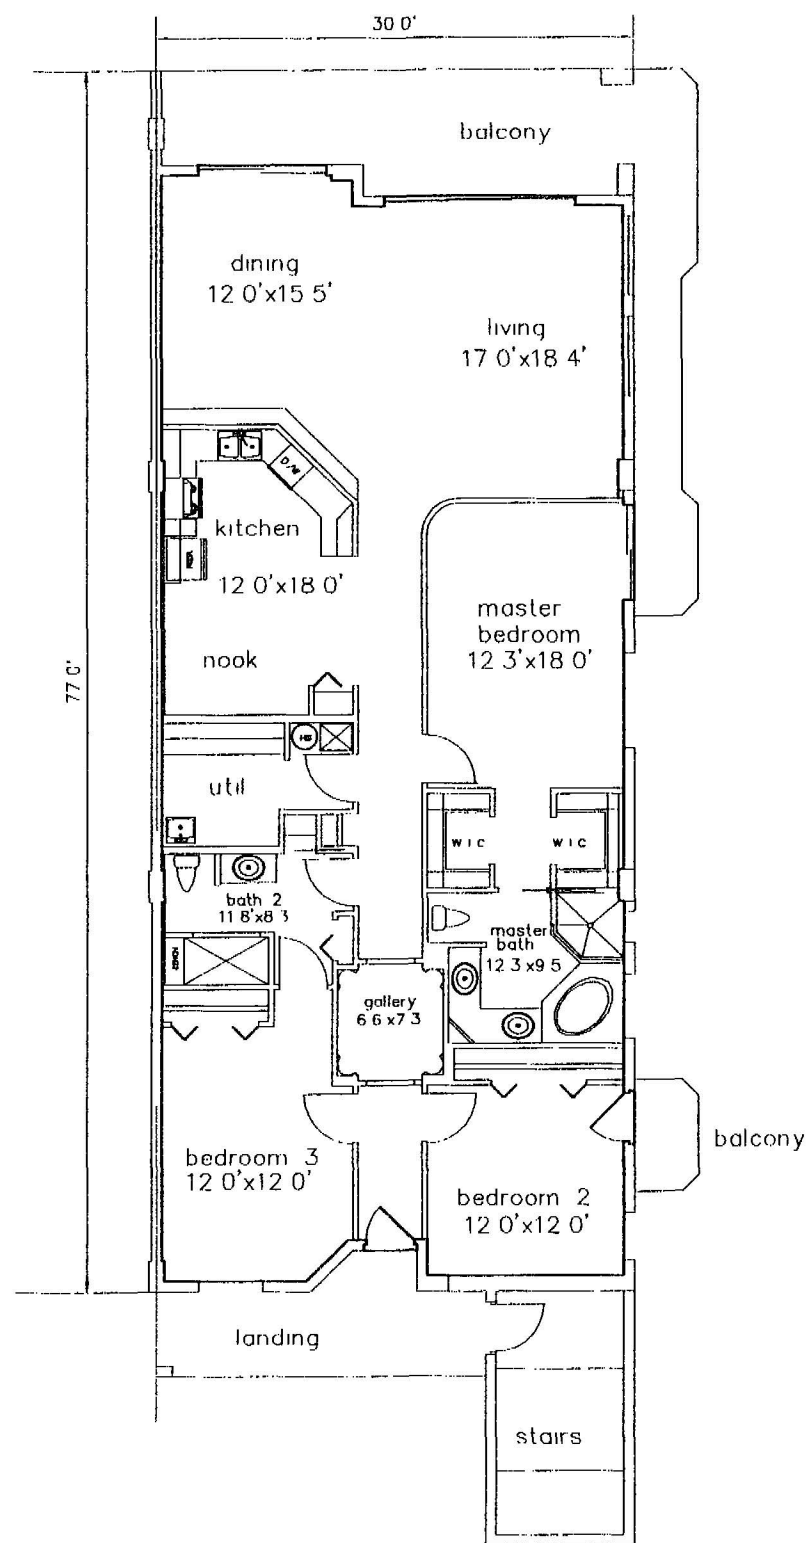 30 0'
balcony
dining
12 0'x15 5'
living
17 0'x18 4'
D/W
kitchen
12 0'x18 0'
master
bedroom
12 3'x18 0'
nook
77 0'
util
W I C
W I C
bath 2
11 8'x8 3
master
bath
12 3 x9 5
gallery
6 6 x7 3
bedroom 3
12 0'x12 0'
balcony
bedroom 2
12 0'x12 0'
landing
stairs